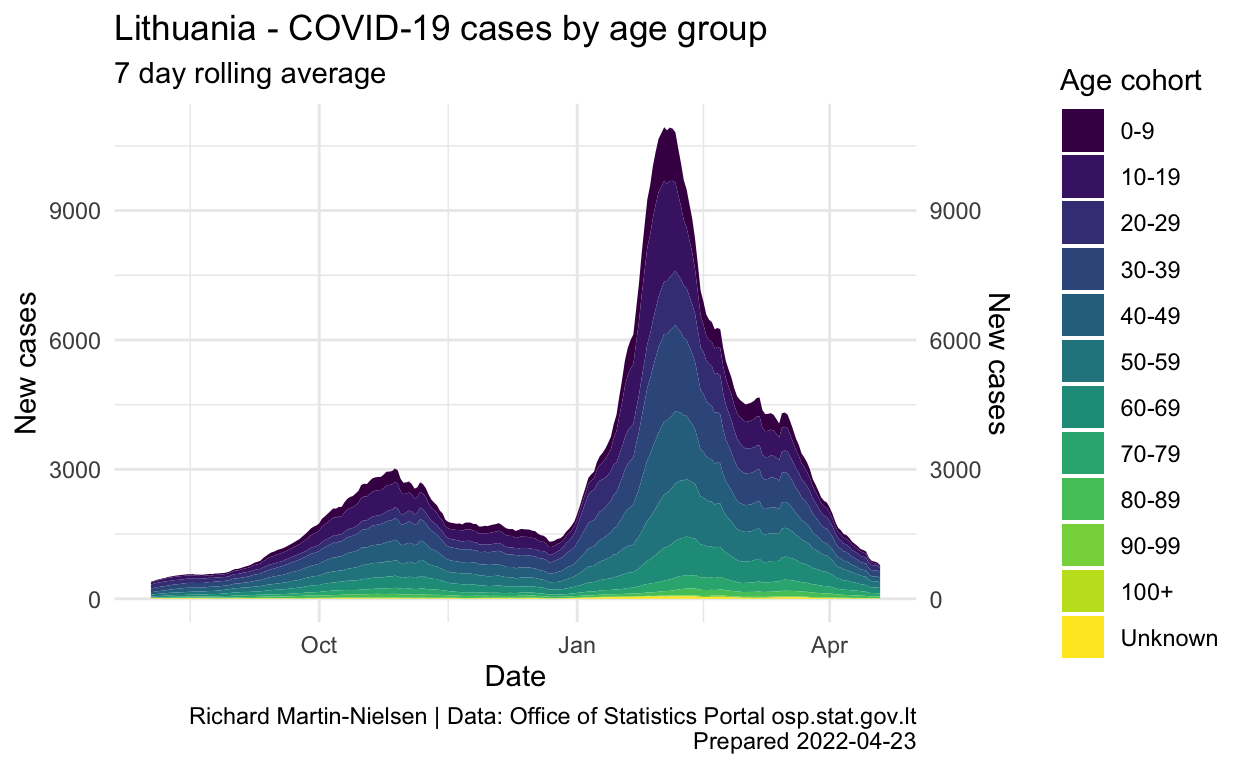 Lithuania - COVID-19 cases by age group
7 day rolling average
New cases
9000
6000
3000
0
9000
6000
3000
0
New cases
Oct
Jan
Apr
Date
Age cohort
0-9
10-19
20-29
30-39
40-49
50-59
60-69
70-79
80-89
90-99
100+
Unknown
Richard Martin-Nielsen | Data: Office of Statistics Portal osp.stat.gov.lt
Prepared 2022-04-23